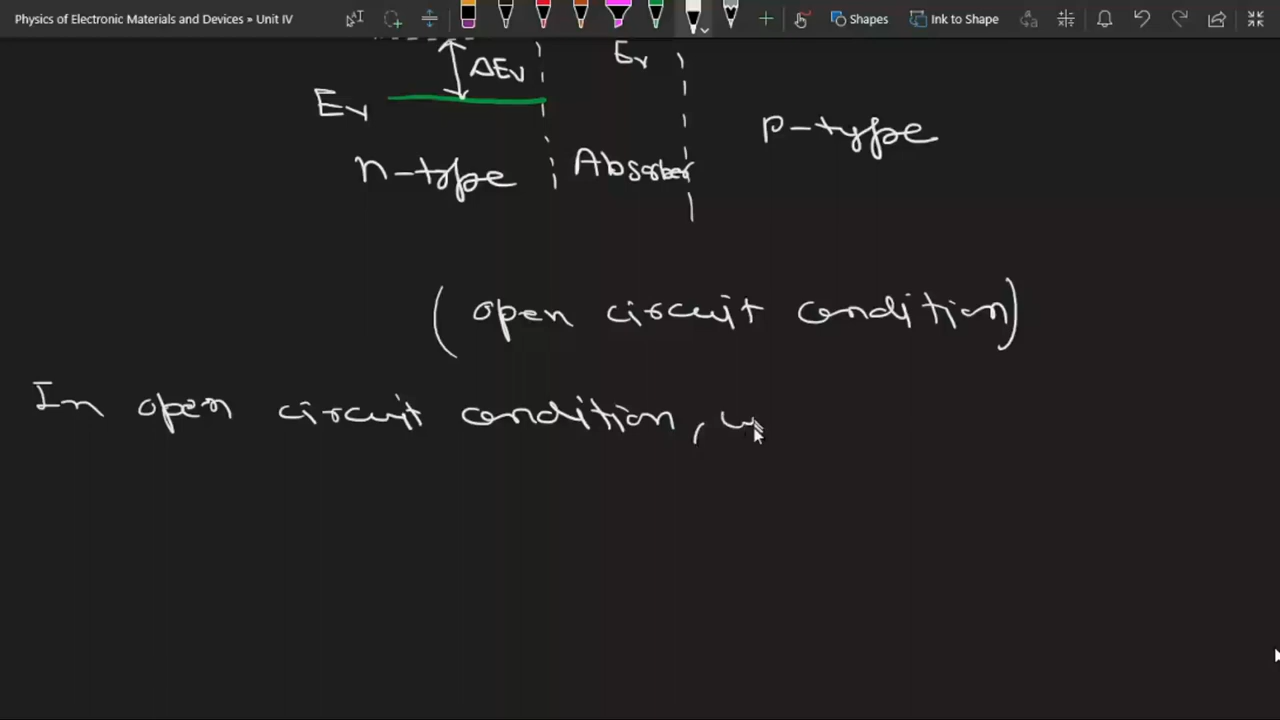 Physics of Electronic Materials and Devices » Unit IV
Shapes
Ink to Shape
ΔEv
Ev
Ev
n-type
Absorber
P-type
(open circuit condition)
In open circuit condition,